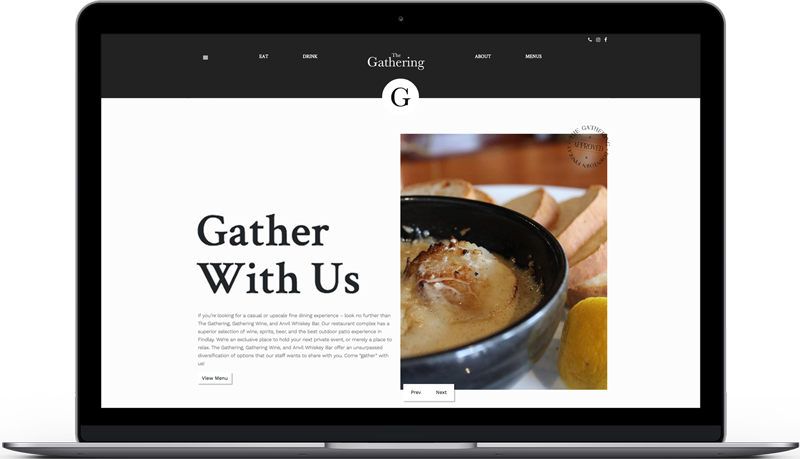 EAT
DRINK
The
Gathering
ABOUT
MENUS
G
THE GATHERING
APPROVED
Gather
With Us
If you're looking for a casual or upscale fine dining experience – look no further than
The Gathering, Gathering Wine, and Anvil Whiskey Bar. Our restaurant complex has a
superior selection of wine, spirits, beer, and the best outdoor patio experience in
Findlay. We're an exclusive place to hold your next private event, or merely a place to
relax. The Gathering, Gathering Wine, and Anvil Whiskey Bar offer an unsurpassed
diversification of options that our staff wants to share with you. Come "gather" with
us!
View Menu
Prev
Next